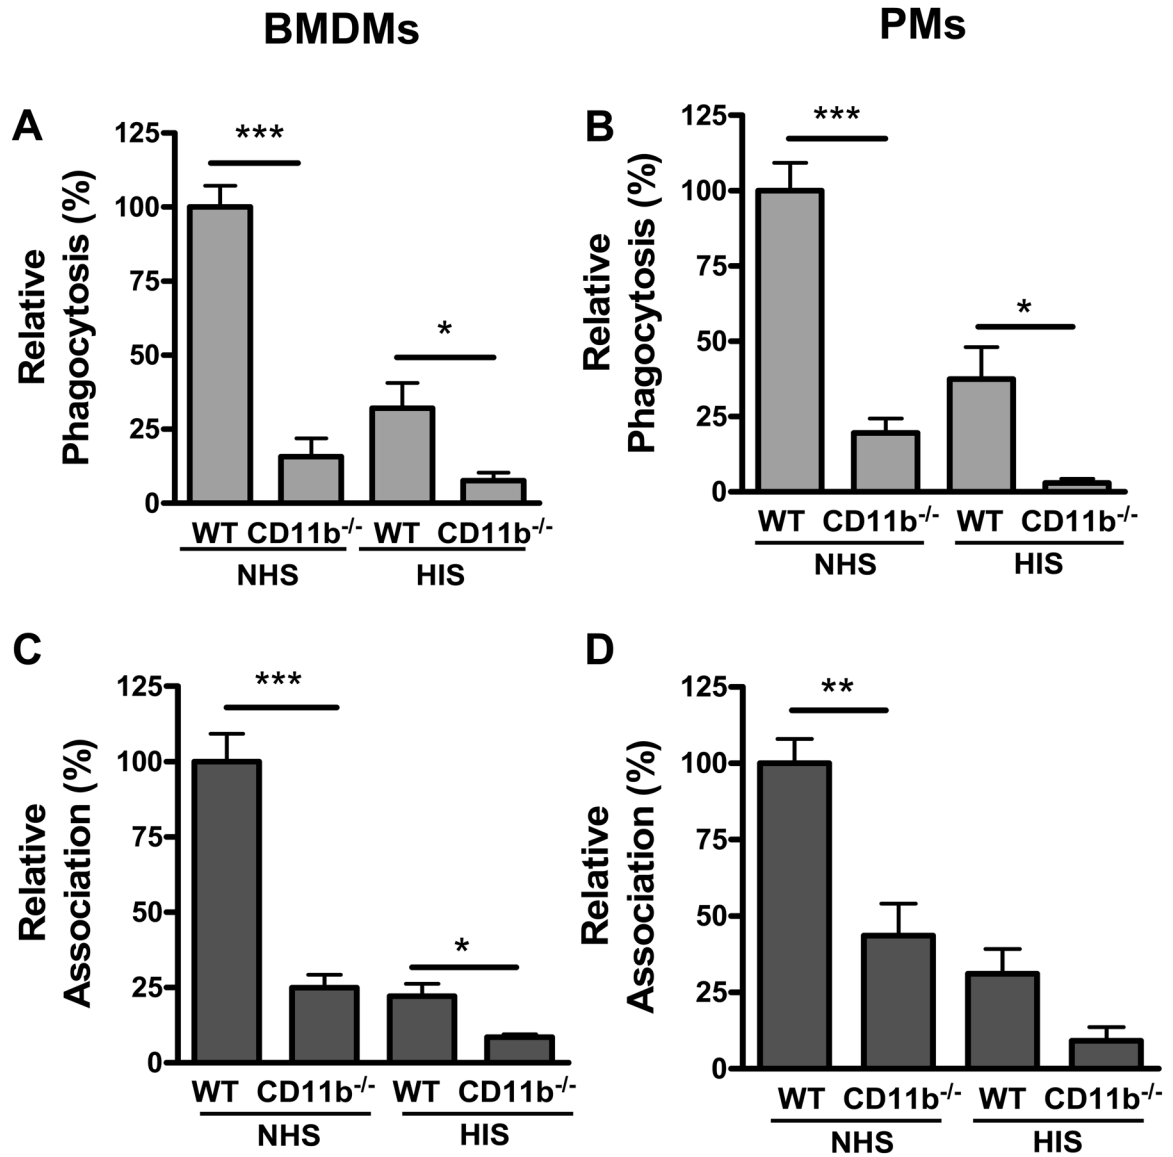 BMDMs
PMs
A
Relative
Phagocytosis (%)
125
100
75
50
25
0
***
*
WT CD11b-/- WT CD11b-/-
NHS HIS
B
Relative
Phagocytosis (%)
125
100
75
50
25
0
***
*
WT CD11b-/- WT CD11b-/-
NHS HIS
C
Relative
Association (%)
125
100
75
50
25
0
***
*
WT CD11b-/- WT CD11b-/-
NHS HIS
D
Relative
Association (%)
125
100
75
50
25
0
**
WT CD11b-/- WT CD11b-/-
NHS HIS